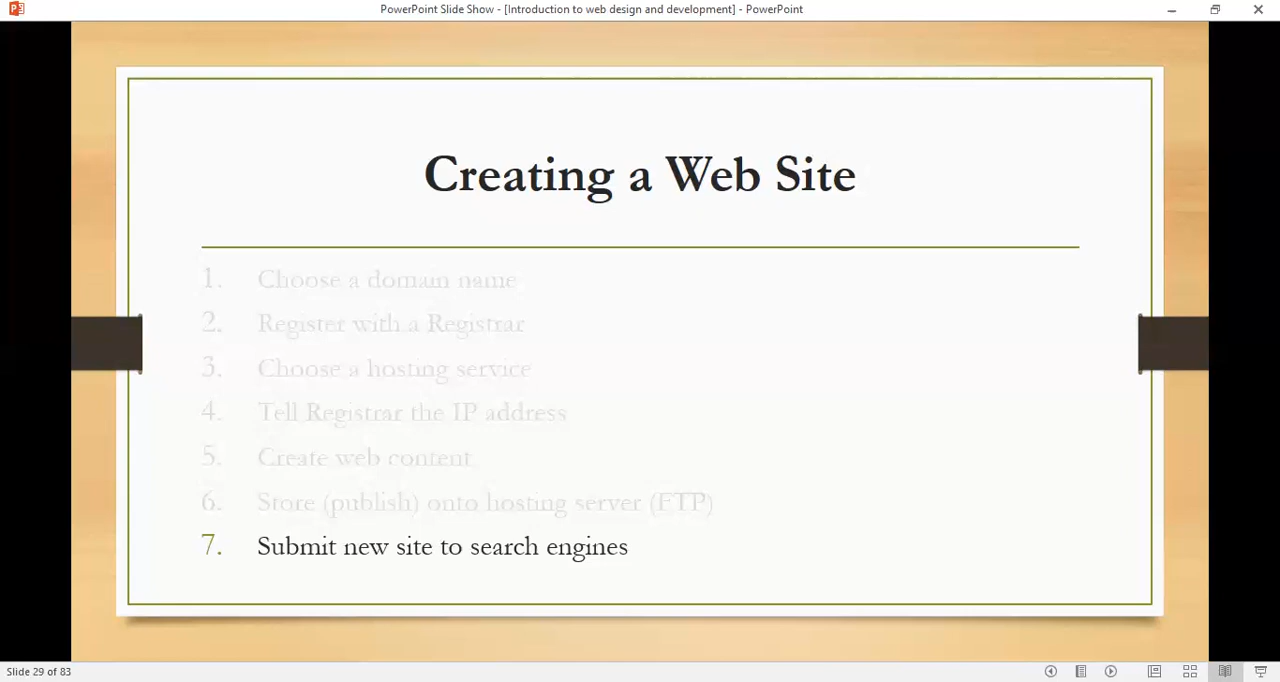 PowerPoint Slide Show - [Introduction to web design and development] - PowerPoint
Creating a Web Site
1. Choose a domain name
2. Register with a Registrar
3. Choose a hosting service
4. Tell Registrar the IP address
5. Create web content
6. Store (publish) onto hosting server (FTP)
7. Submit new site to search engines
Slide 29 of 83